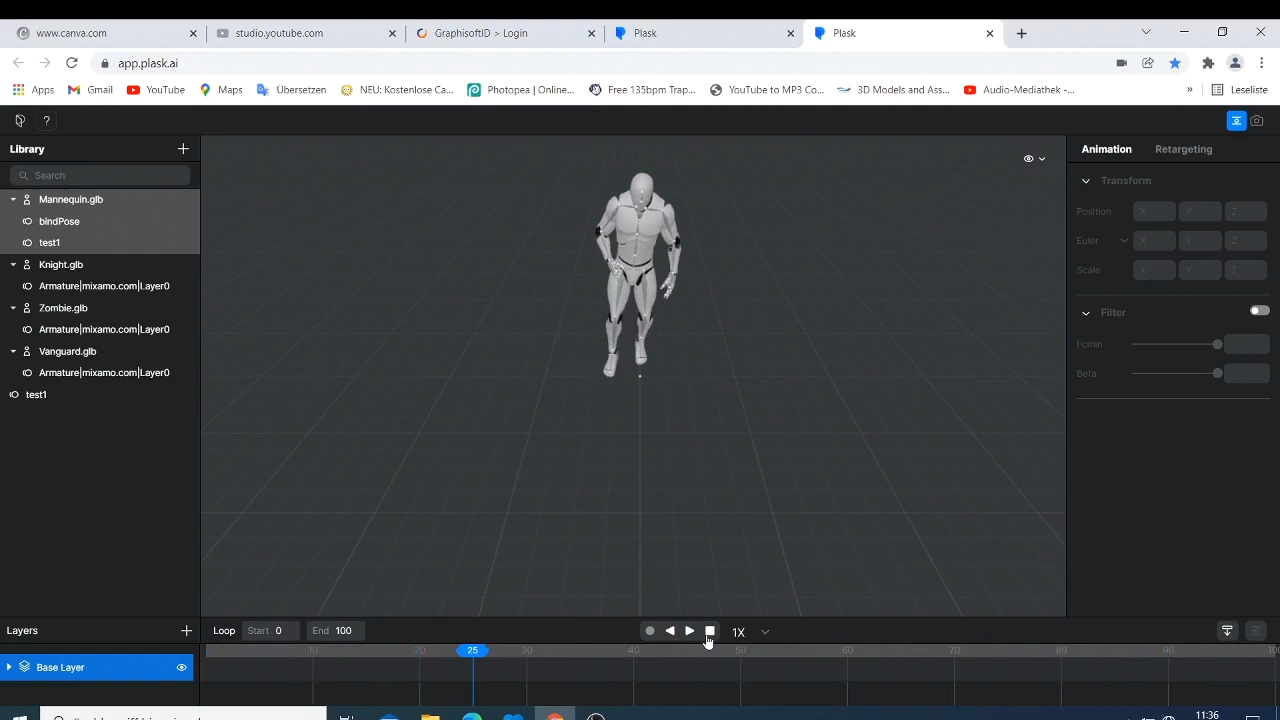 www.canva.com
studio.youtube.com
GraphisoftID > Login
Plask
Plask
app.plask.ai
Apps
Gmail
YouTube
Maps
Übersetzen
NEU: Kostenlose Ca...
Photopea | Online...
Free 135bpm Trap...
YouTube to MP3 Co...
3D Models and Ass...
Audio-Mediathek -...
»
Leseliste
?
Library
Search
Mannequin.glb
bindPose
test1
Knight.glb
Armature|mixamo.com|Layer0
Zombie.glb
Armature|mixamo.com|Layer0
Vanguard.glb
Armature|mixamo.com|Layer0
test1
Animation
Retargeting
Transform
Position X Y Z
Euler X Y Z
Scale X Y Z
Filter
Fcmin
Beta
Layers
Loop Start 0 End 100
1X
10 20 25 30 40 50 60 70 80 90 10
Base Layer
11:36